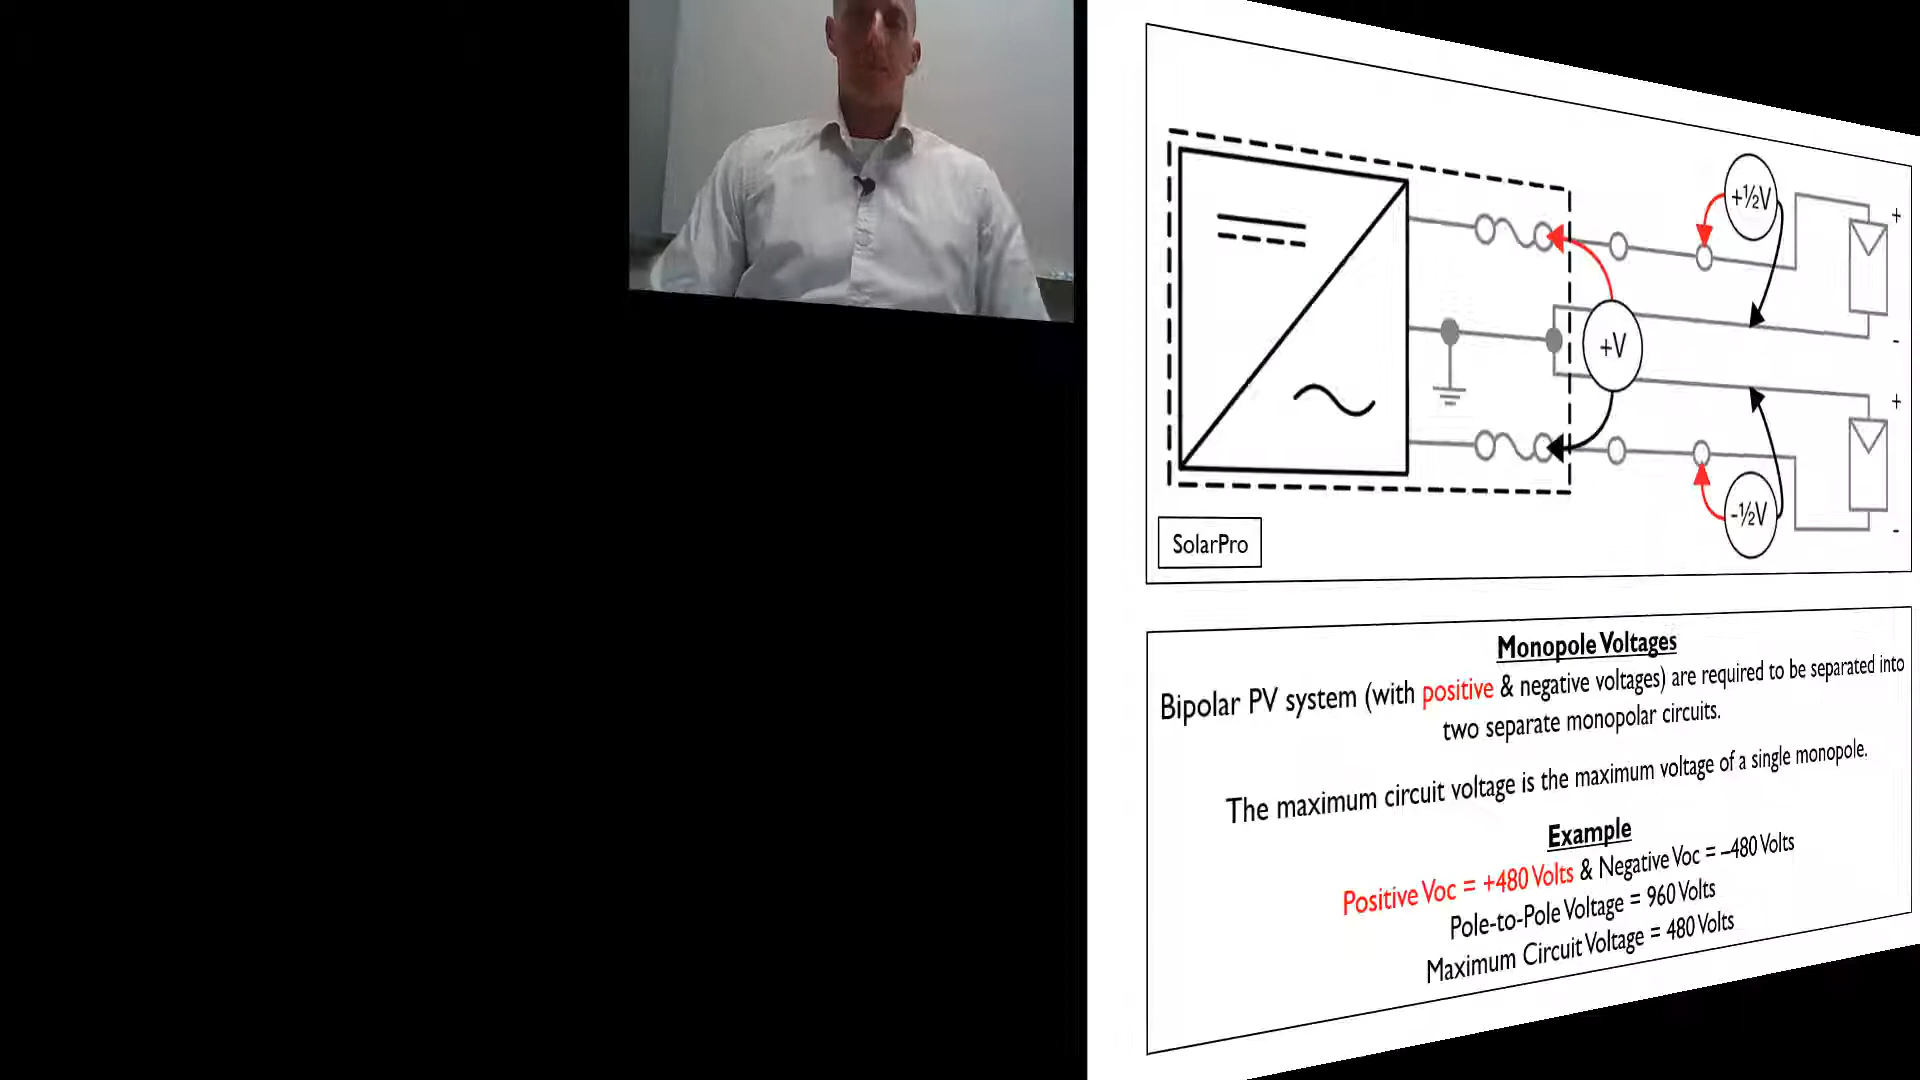 +½V
+
+V
-
+
-½V
-
SolarPro
Monopole Voltages
Bipolar PV system (with positive & negative voltages) are required to be separated into
two separate monopolar circuits.
The maximum circuit voltage is the maximum voltage of a single monopole.
Example
Positive Voc = +480 Volts & Negative Voc = –480 Volts
Pole-to-Pole Voltage = 960 Volts
Maximum Circuit Voltage = 480 Volts